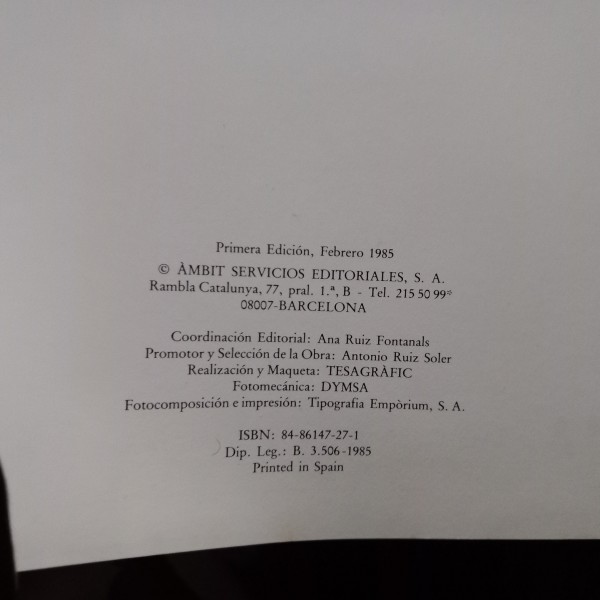 Primera Edición, Febrero 1985
© ÀMBIT SERVICIOS EDITORIALES, S. A.
Rambla Catalunya, 77, pral. 1.ª, B - Tel. 215 50 99*
08007-BARCELONA
Coordinación Editorial: Ana Ruiz Fontanals
Promotor y Selección de la Obra: Antonio Ruíz Soler
Realización y Maqueta: TESAGRÀFIC
Fotomecánica: DYMSA
Fotocomposición e impresión: Tipografia Empòrium, S. A.
ISBN: 84-86147-27-1
Dip. Leg.: B. 3.506-1985
Printed in Spain